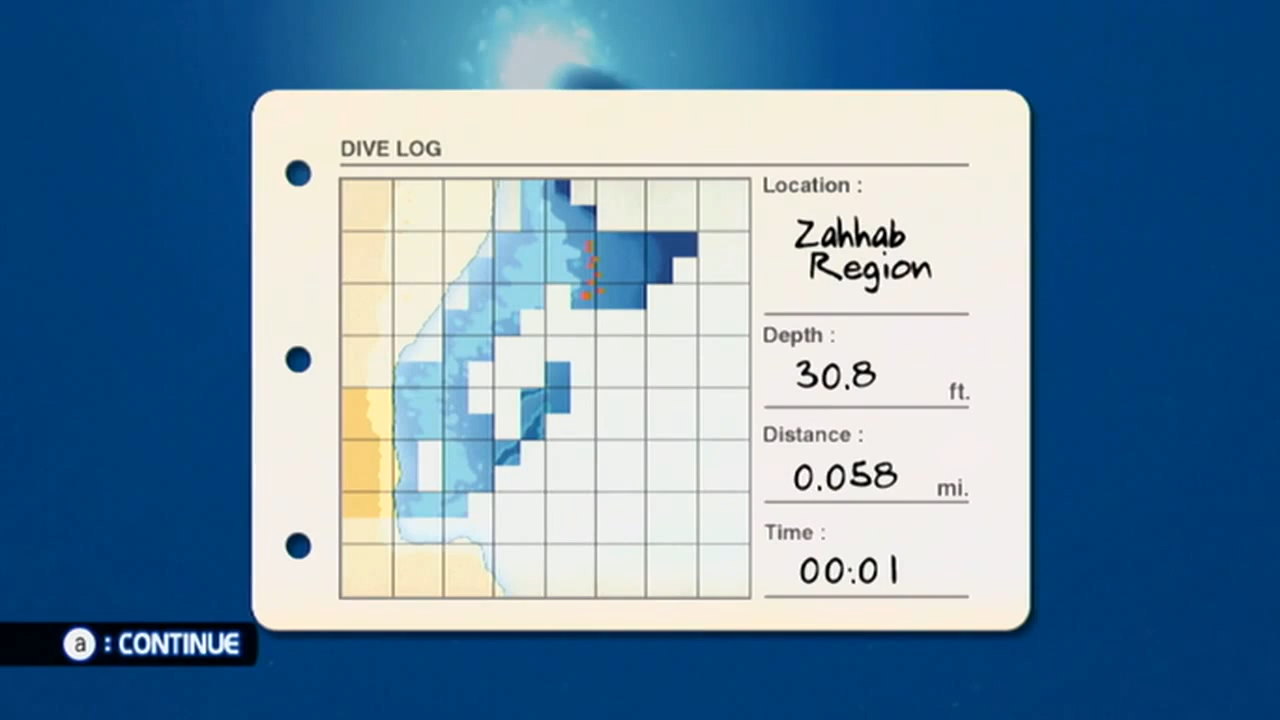 DIVE LOG
Location :
Zahhab
Region
Depth :
30.8 ft.
Distance :
0.058 mi.
Time :
00:01
a : CONTINUE